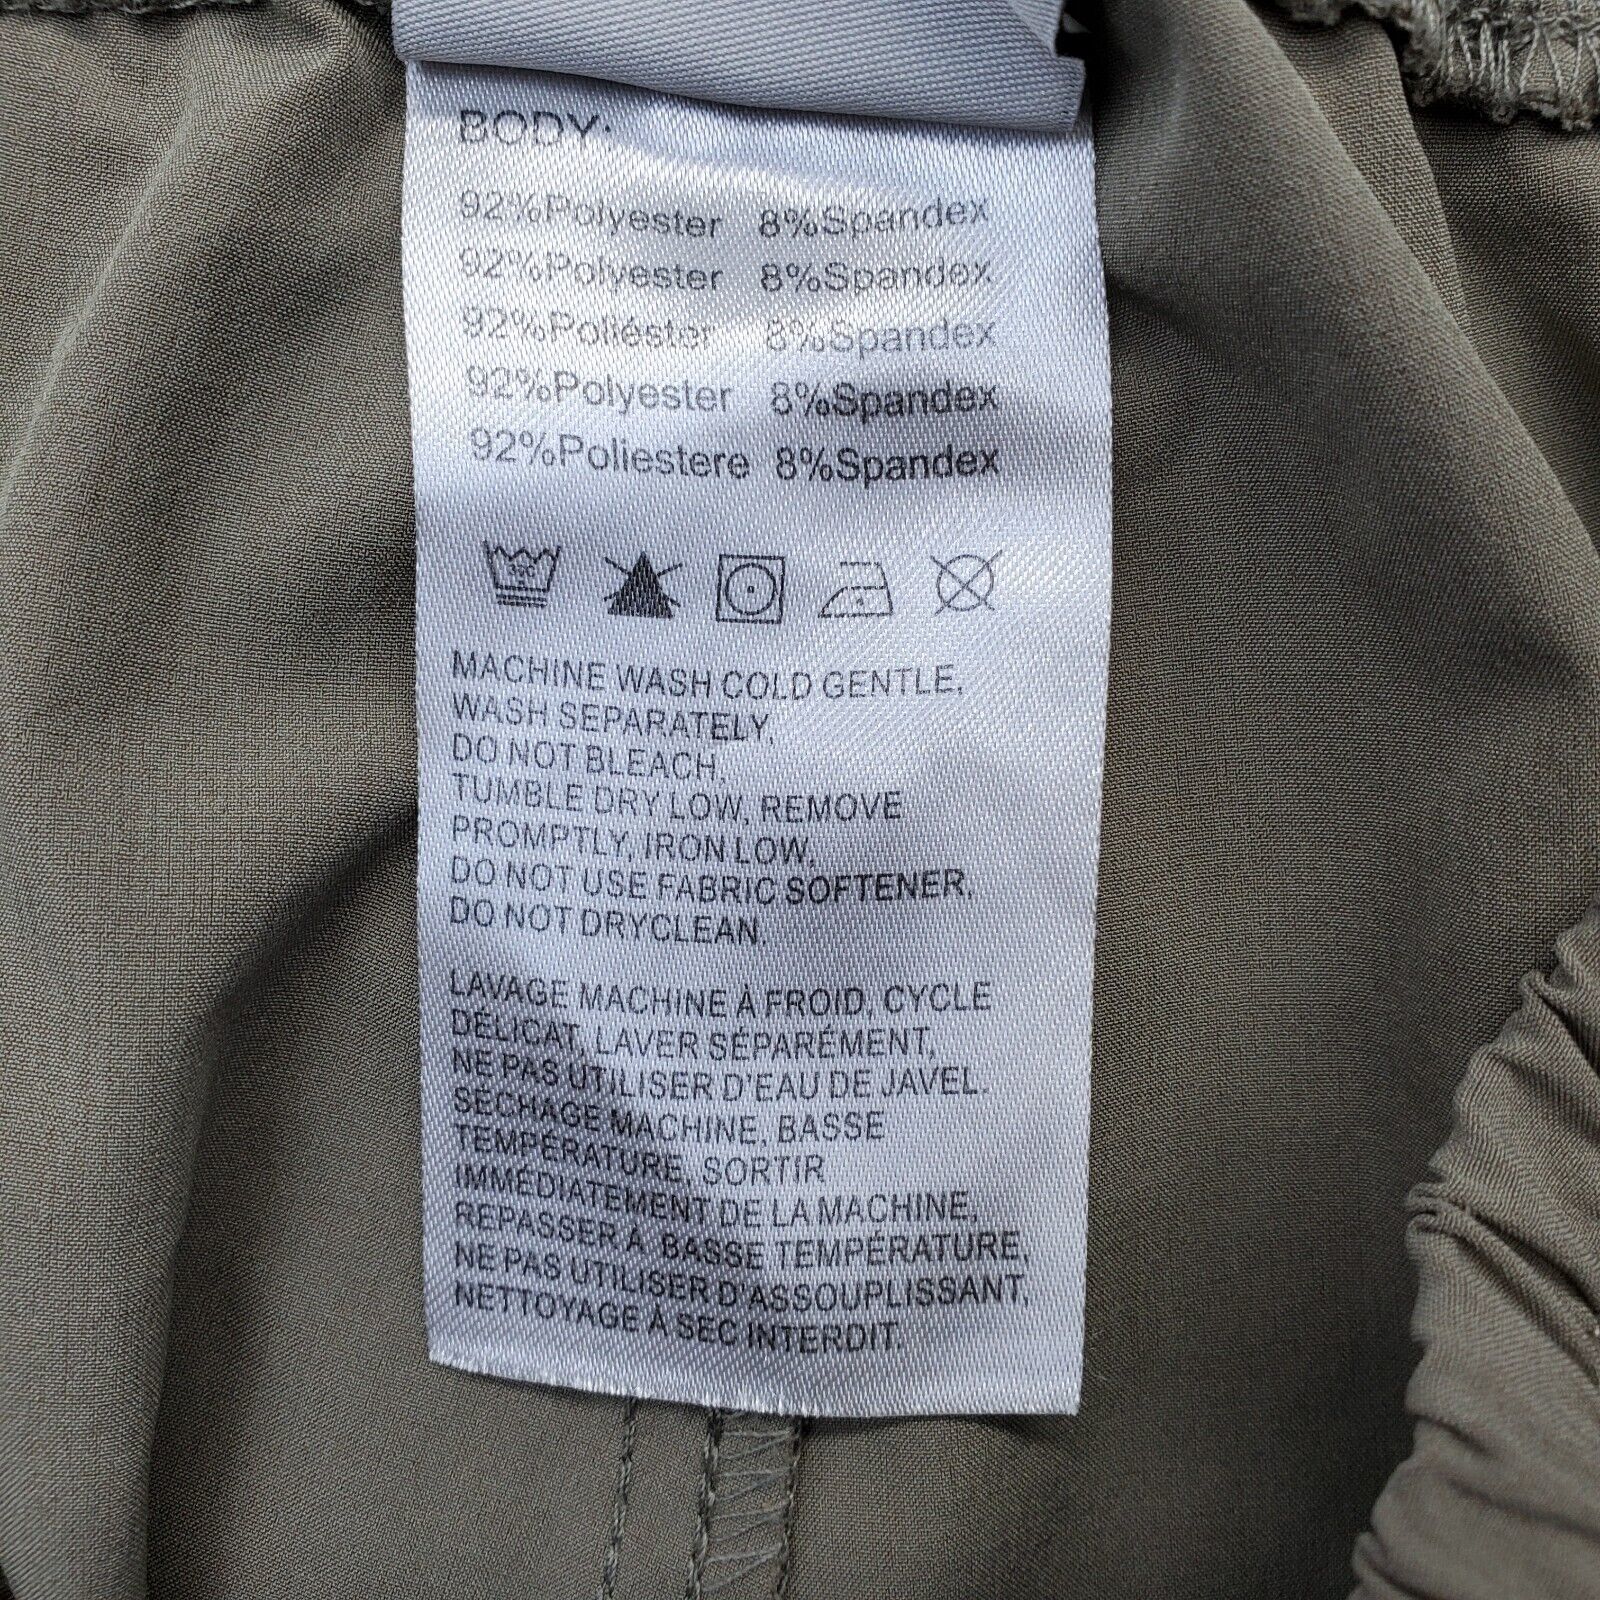 BODY:
92%Polyester 8%Spandex
92%Polyester 8%Spandex
92%Poliéster 8%Spandex
92%Polyester 8%Spandex
92%Poliestere 8%Spandex
30°
MACHINE WASH COLD GENTLE,
WASH SEPARATELY,
DO NOT BLEACH,
TUMBLE DRY LOW, REMOVE
PROMPTLY, IRON LOW,
DO NOT USE FABRIC SOFTENER,
DO NOT DRYCLEAN.
LAVAGE MACHINE À FROID, CYCLE
DÉLICAT, LAVER SÉPARÉMENT,
NE PAS UTILISER D'EAU DE JAVEL.
SÉCHAGE MACHINE, BASSE
TEMPÉRATURE, SORTIR
IMMÉDIATEMENT DE LA MACHINE,
REPASSER À BASSE TEMPÉRATURE,
NE PAS UTILISER D'ASSOUPLISSANT,
NETTOYAGE À SEC INTERDIT.